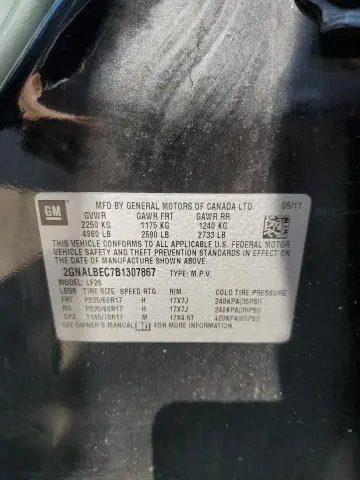 GM
MFD BY GENERAL MOTORS OF CANADA LTD. 05/11
GVWR GAWR FRT GAWR RR
2250 KG 1175 KG 1240 KG
4960 LB 2590 LB 2733 LB
THIS VEHICLE CONFORMS TO ALL APPLICABLE U.S. FEDERAL
MOTOR VEHICLE SAFETY, BUMPER, AND THEFT PREVENTION
STANDARDS IN EFFECT ON THE DATE OF MANUFACTURE SHOWN ABOVE.
2GNALBEC7B1307867 TYPE: M.P.V.
MODEL: LF26
TIRE SIZE SPEED RTG RIM COLD TIRE PRESSURE
FRT P235/60R17 H 17X7J 240KPA(35PSI)
RR P235/60R17 H 17X7J 240KPA(35PSI)
SPA T145/70R17 M 17X4.5T 420KPA(60PSI)
SEE OWNER'S MANUAL FOR MORE INFORMATION.